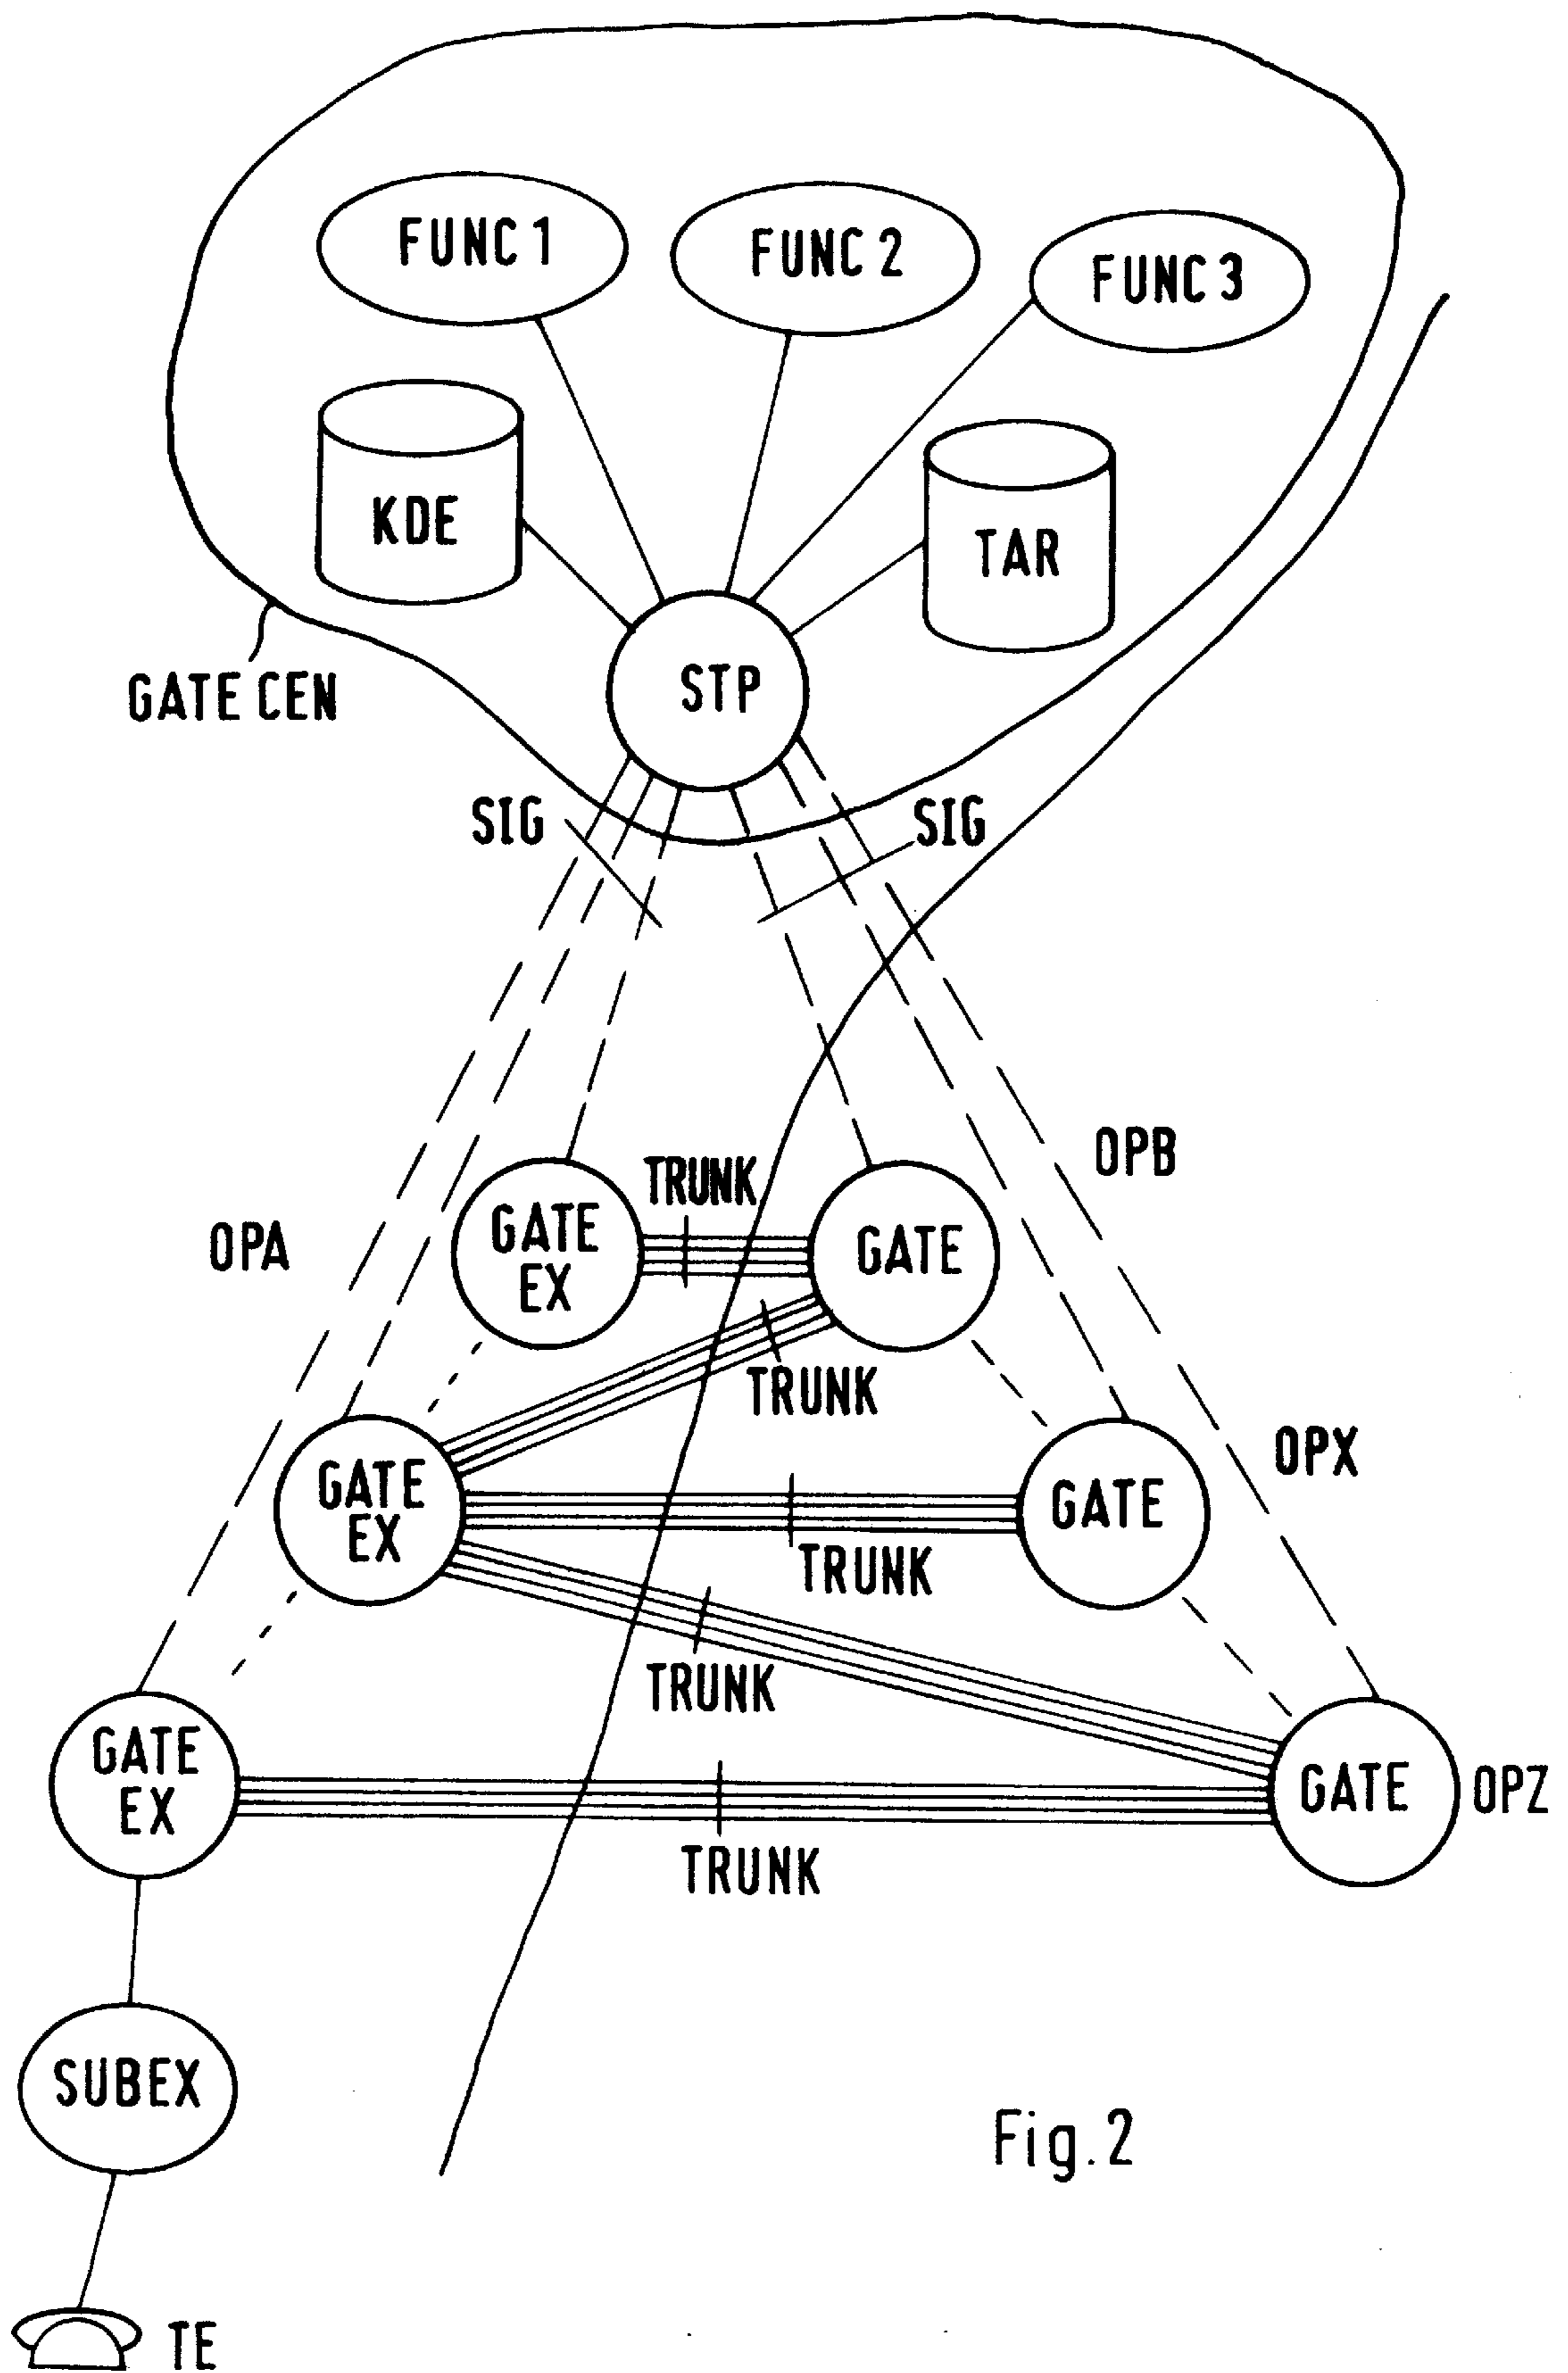 FUNC 1
FUNC 2
FUNC 3
KDE
TAR
STP
GATE CEN
SIG
SIG
OPB
TRUNK
OPA
GATE
EX
GATE
TRUNK
OPX
GATE
EX
GATE
TRUNK
TRUNK
GATE
EX
GATE
OPZ
TRUNK
SUBEX
Fig. 2
TE